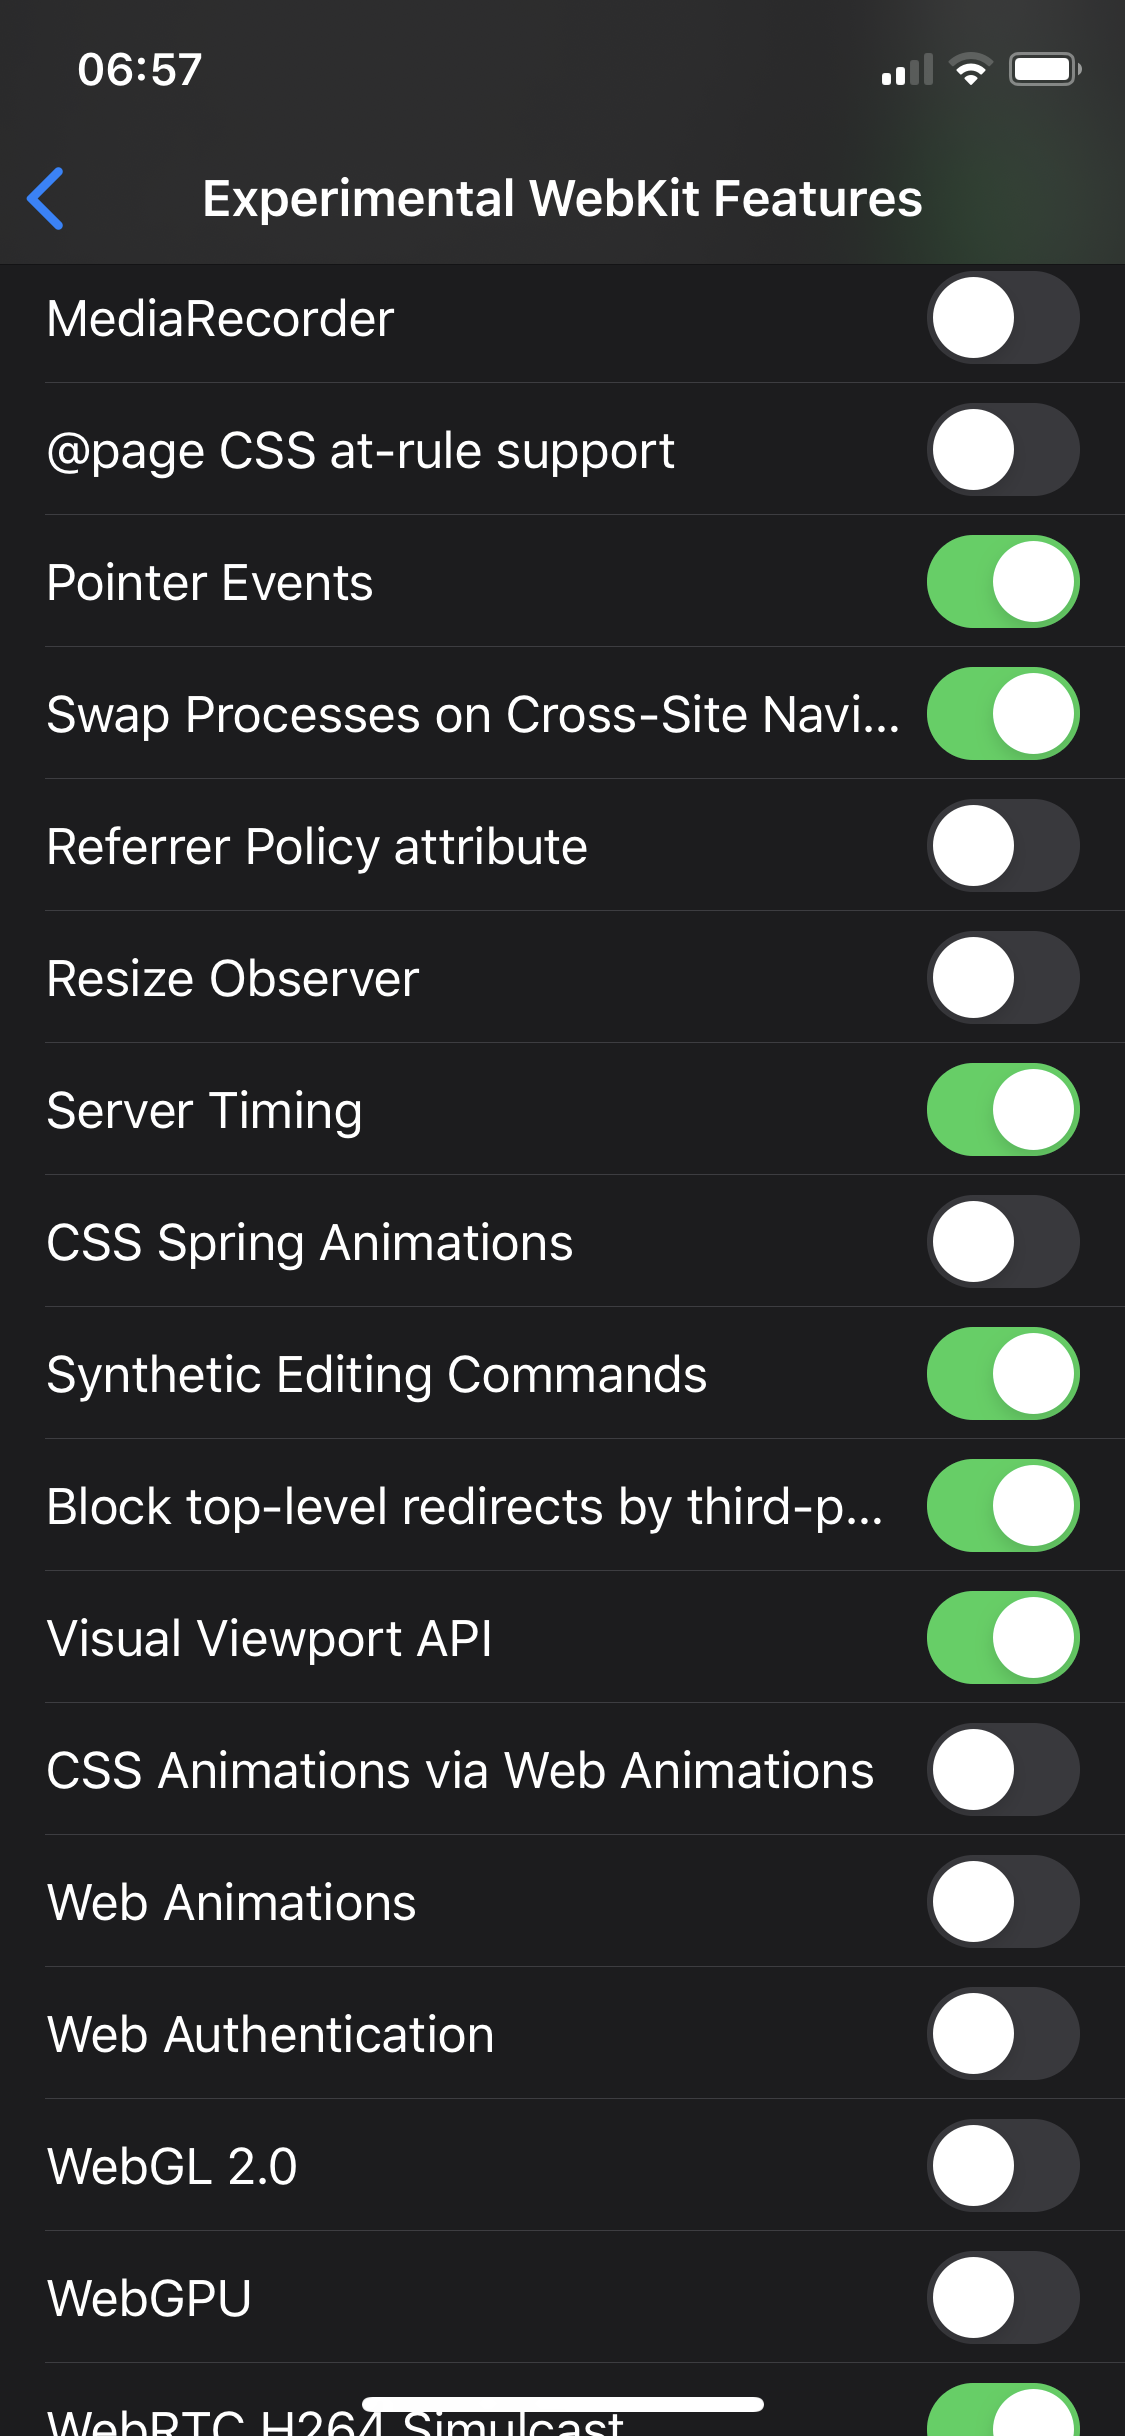 06:57
Experimental WebKit Features
MediaRecorder
@page CSS at-rule support
Pointer Events
Swap Processes on Cross-Site Navi...
Referrer Policy attribute
Resize Observer
Server Timing
CSS Spring Animations
Synthetic Editing Commands
Block top-level redirects by third-p...
Visual Viewport API
CSS Animations via Web Animations
Web Animations
Web Authentication
WebGL 2.0
WebGPU
WebRTC H264 Simulcast